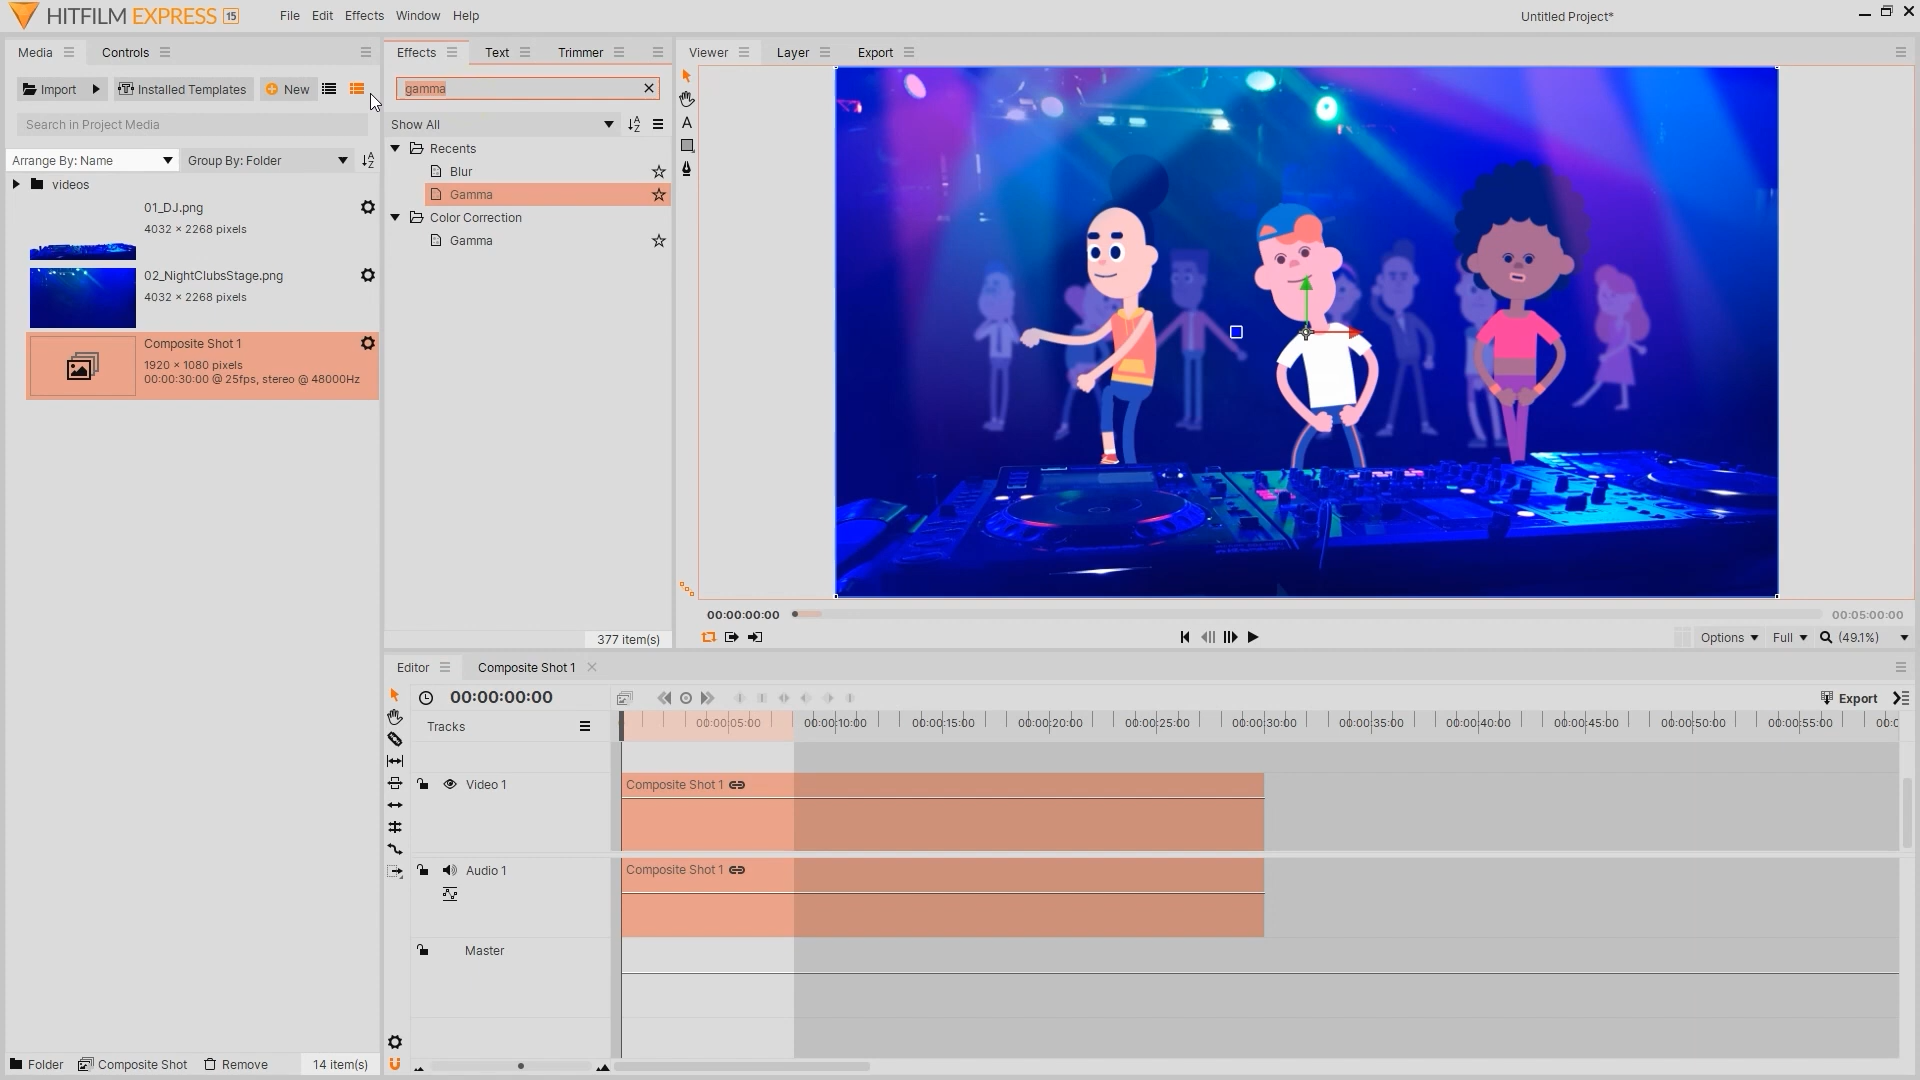 HITFILM EXPRESS 15
File Edit Effects Window Help
Untitled Project*
Media
Controls
Effects
Text
Trimmer
Viewer
Layer
Export
Import
Installed Templates
New
Search in Project Media
Arrange By: Name
Group By: Folder
videos
01_DJ.png
4032 × 2268 pixels
02_NightClubsStage.png
4032 × 2268 pixels
Composite Shot 1
1920 × 1080 pixels
00:00:30:00 @ 25fps, stereo @ 48000Hz
gamma
Show All
Recents
Blur
Gamma
Color Correction
Gamma
377 item(s)
A
00:00:00:00
00:05:00:00
Options
Full
(49.1%)
Editor
Composite Shot 1
00:00:00:00
Export
Tracks
00:00:05:00 00:00:10:00 00:00:15:00 00:00:20:00 00:00:25:00 00:00:30:00 00:00:35:00 00:00:40:00 00:00:45:00 00:00:50:00 00:00:55:00 00:0
Video 1
Composite Shot 1
Audio 1
Composite Shot 1
Master
Folder
Composite Shot
Remove
14 item(s)